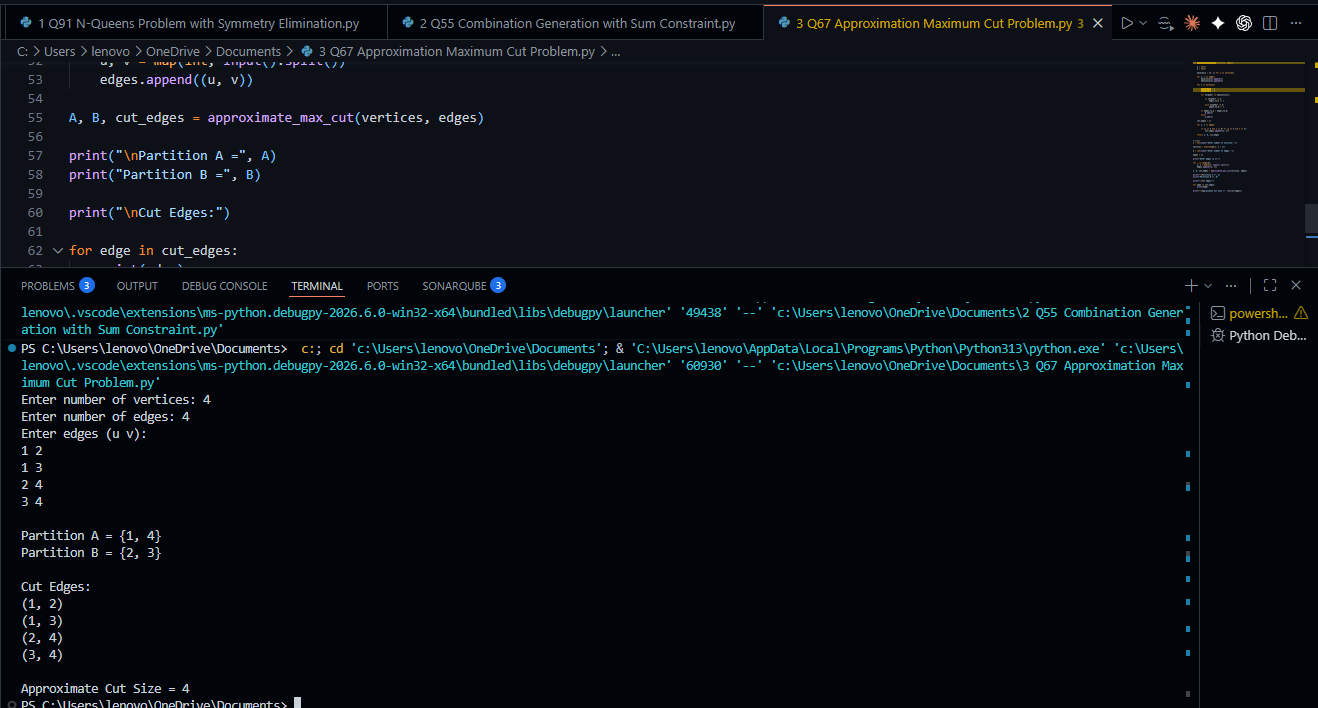 1 Q91 N-Queens Problem with Symmetry Elimination.py
2 Q55 Combination Generation with Sum Constraint.py
3 Q67 Approximation Maximum Cut Problem.py 3
C: > Users > lenovo > OneDrive > Documents > 3 Q67 Approximation Maximum Cut Problem.py > ...
52 u, v = map(int, input().split())
53 edges.append((u, v))
54
55 A, B, cut_edges = approximate_max_cut(vertices, edges)
56
57 print("\nPartition A =", A)
58 print("Partition B =", B)
59
60 print("\nCut Edges:")
61
62 for edge in cut_edges:
PROBLEMS 3 OUTPUT DEBUG CONSOLE TERMINAL PORTS SONARQUBE 3
lenovo\.vscode\extensions\ms-python.debugpy-2026.6.0-win32-x64\bundled\libs\debugpy\launcher' '49438' '--' 'c:\Users\lenovo\OneDrive\Documents\2 Q55 Combination Gener
ation with Sum Constraint.py'
PS C:\Users\lenovo\OneDrive\Documents> c:; cd 'c:\Users\lenovo\OneDrive\Documents'; & 'C:\Users\lenovo\AppData\Local\Programs\Python\Python313\python.exe' 'c:\Users\
lenovo\.vscode\extensions\ms-python.debugpy-2026.6.0-win32-x64\bundled\libs\debugpy\launcher' '60930' '--' 'c:\Users\lenovo\OneDrive\Documents\3 Q67 Approximation Max
imum Cut Problem.py'
Enter number of vertices: 4
Enter number of edges: 4
Enter edges (u v):
1 2
1 3
2 4
3 4
Partition A = {1, 4}
Partition B = {2, 3}
Cut Edges:
(1, 2)
(1, 3)
(2, 4)
(3, 4)
Approximate Cut Size = 4
PS C:\Users\lenovo\OneDrive\Documents>
powersh...
Python Deb...